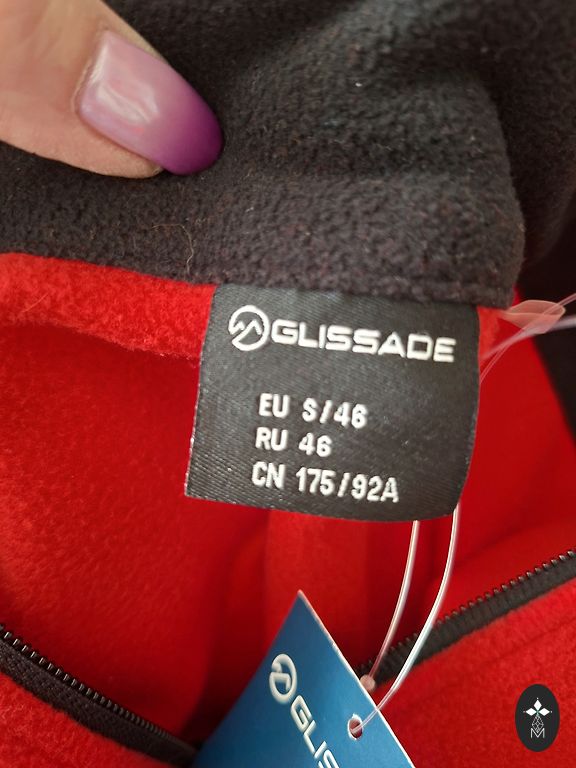 GLISSADE
EU S/46
RU 46
CN 175/92A
GLIS
M